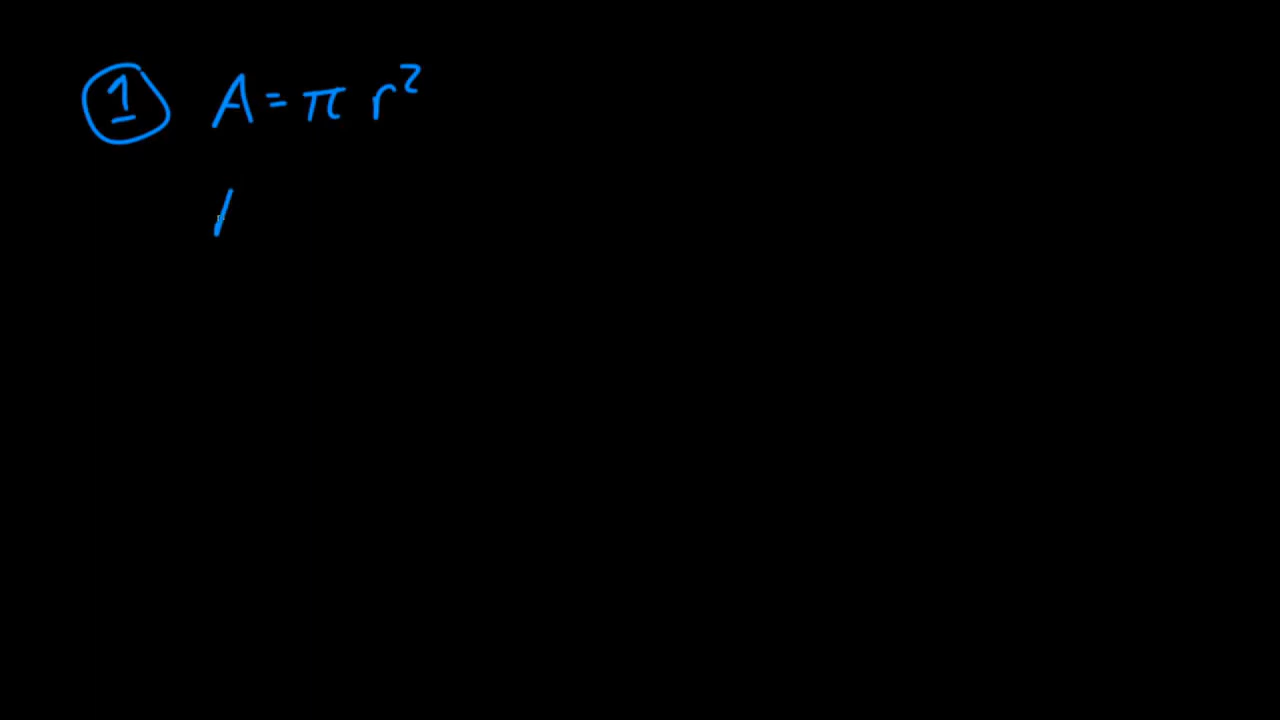 ① A = π r²